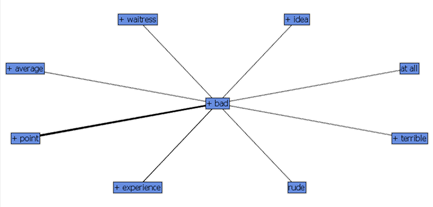 + waitress
+ idea
+ average
at all
+ bad
+ point
+ terrible
+ experience
rude